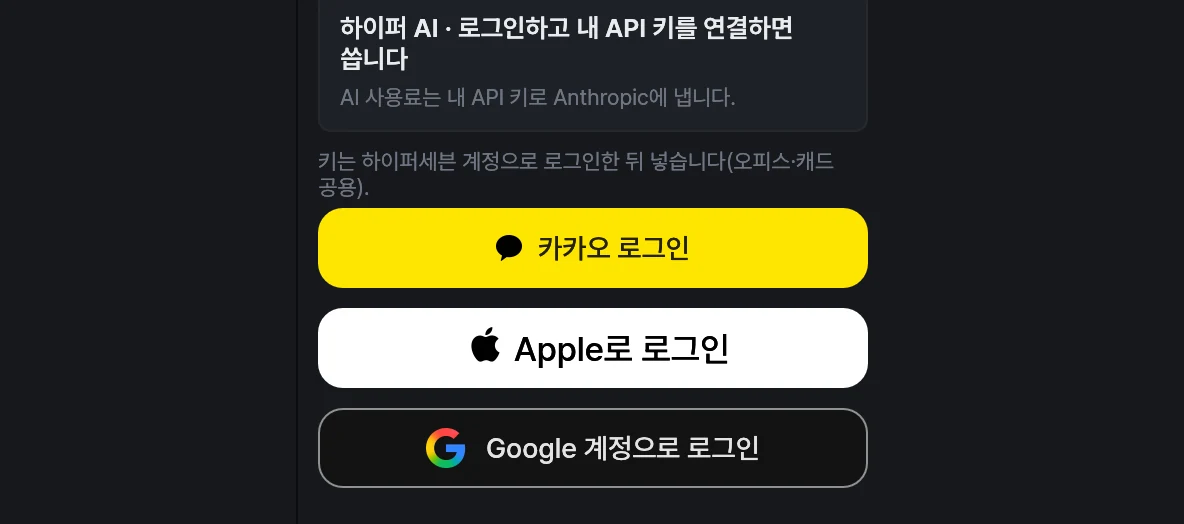 하이퍼 AI · 로그인하고 내 API 키를 연결하면
씁니다
AI 사용료는 내 API 키로 Anthropic에 냅니다.
키는 하이퍼세븐 계정으로 로그인한 뒤 넣습니다(오피스·캐드
공용).
카카오 로그인
Apple로 로그인
Google 계정으로 로그인